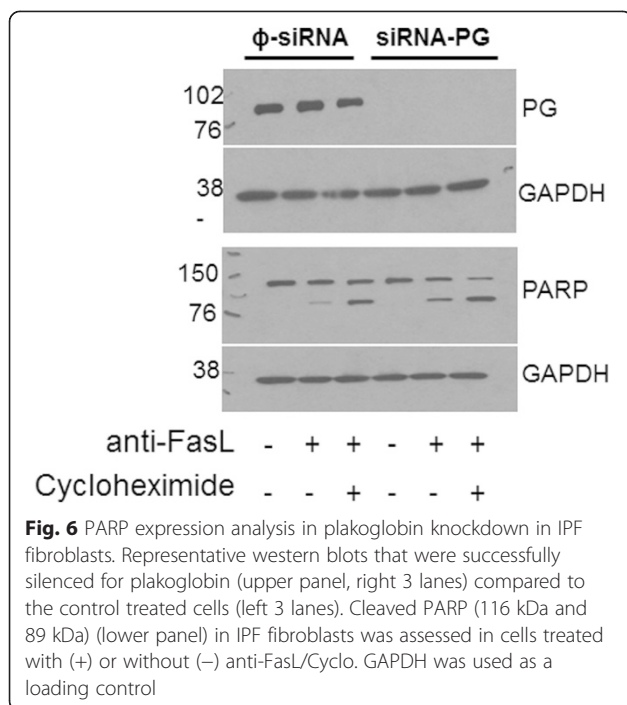 ϕ-siRNA siRNA-PG
102
76
PG
38
-
GAPDH
150
76
PARP
38
GAPDH
anti-FasL - + + - + +
Cycloheximide - - + - - +
Fig. 6 PARP expression analysis in plakoglobin knockdown in IPF
fibroblasts. Representative western blots that were successfully
silenced for plakoglobin (upper panel, right 3 lanes) compared to
the control treated cells (left 3 lanes). Cleaved PARP (116 kDa and
89 kDa) (lower panel) in IPF fibroblasts was assessed in cells treated
with (+) or without (−) anti-FasL/Cyclo. GAPDH was used as a
loading control